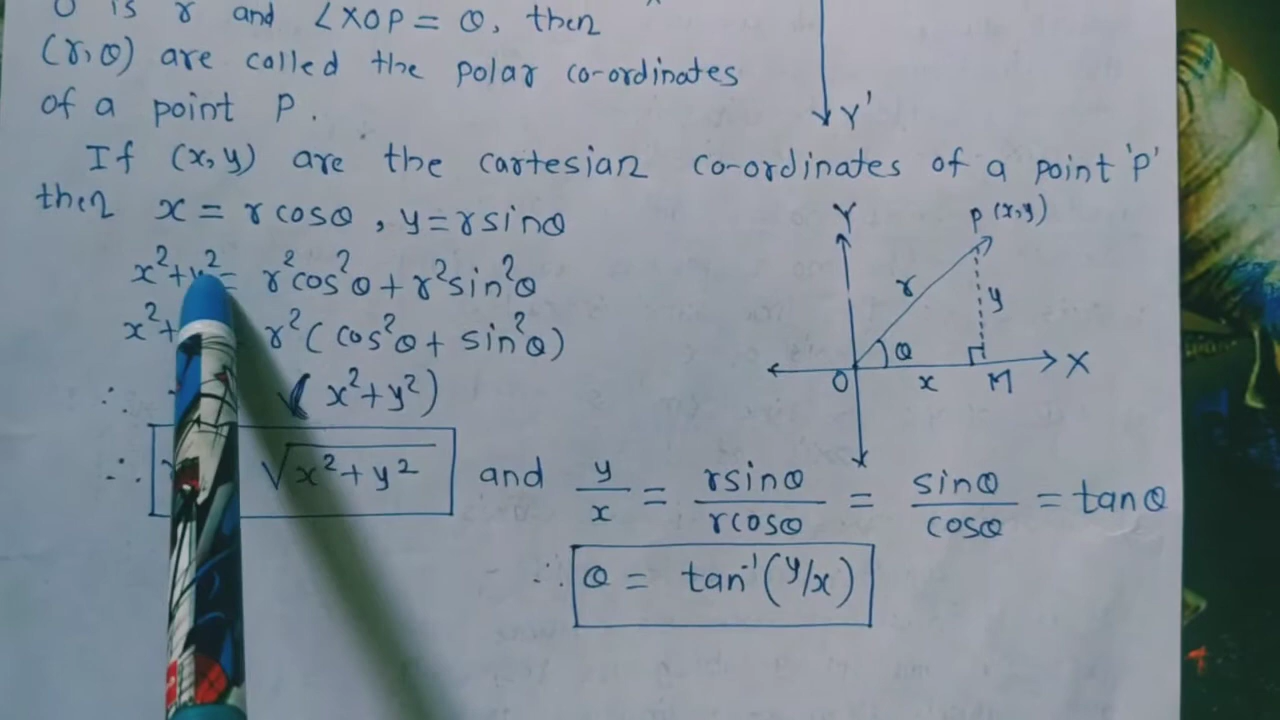 O is r and ∠XOP = θ, then
(r, θ) are called the polar co-ordinates
of a point P.
Y'
If (x, y) are the cartesian co-ordinates of a point 'P'
then x = r cosθ , y = r sinθ
x²+y² = r²cos²θ + r²sin²θ
x²+ r² ( cos²θ + sin²θ)
∴ ( x²+y²)
∴ √x²+y² and y/x = rsinθ/rcosθ = sinθ/cosθ = tanθ
∴ θ = tan⁻¹(y/x)
Y P (x,y)
r y
θ
O x M X